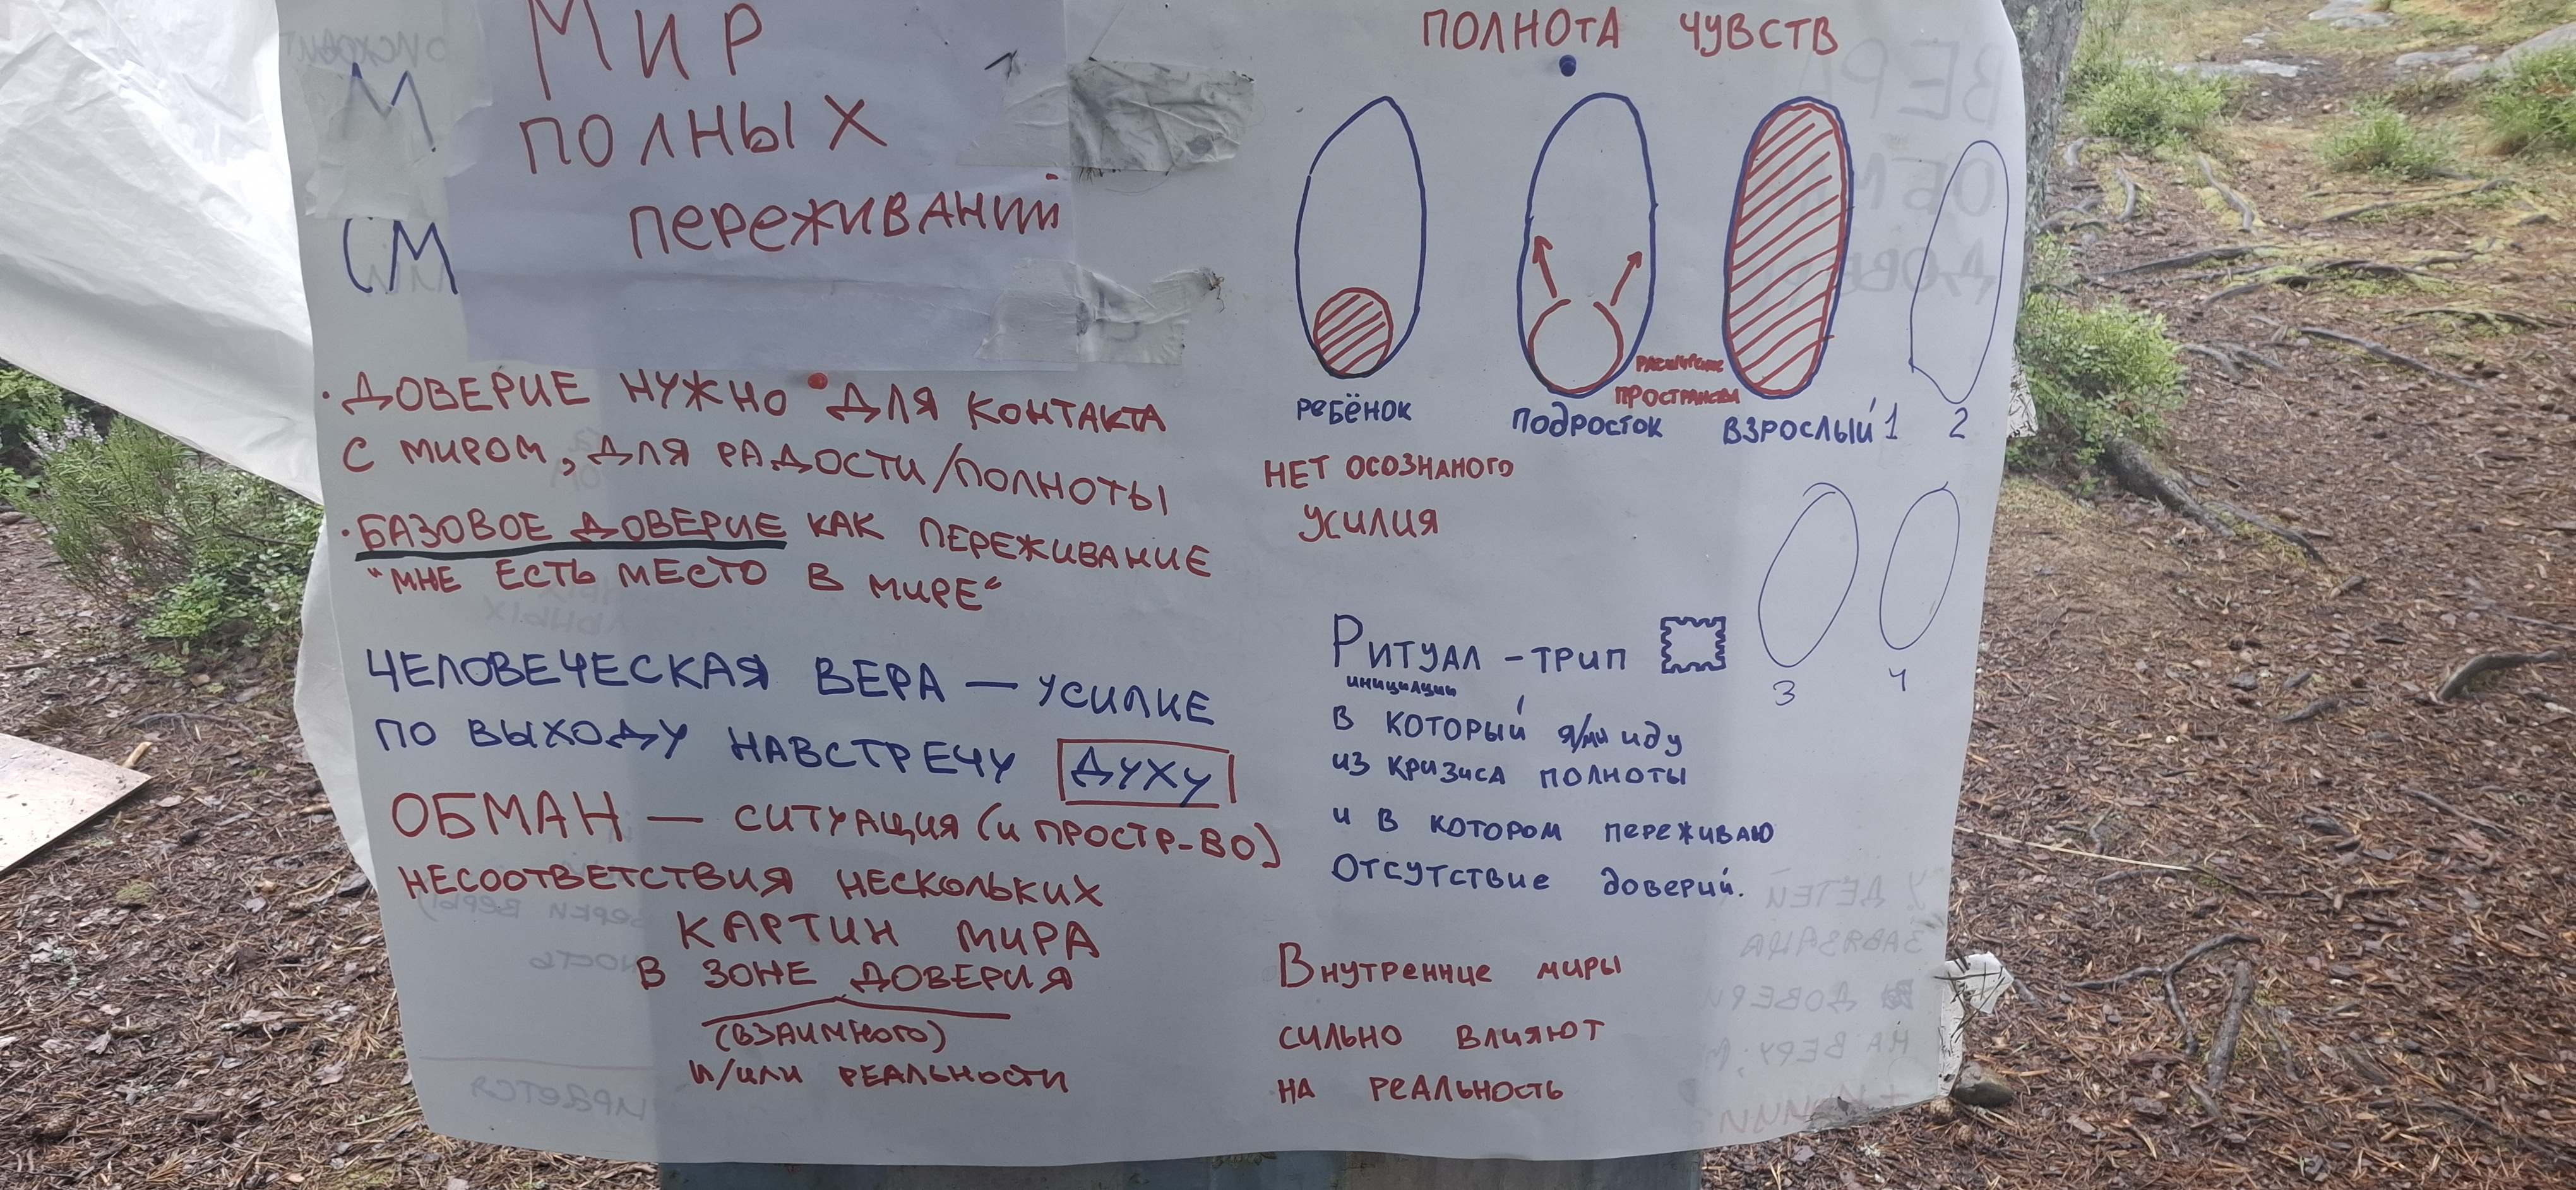 Мир
полных
переживаний
М
СМ
· ДОВЕРИЕ НУЖНО ДЛЯ КОНТАКТА
С МИРОМ, ДЛЯ РАДОСТИ/ПОЛНОТЫ
· БАЗОВОЕ ДОВЕРИЕ КАК ПЕРЕЖИВАНИЕ
"МНЕ ЕСТЬ МЕСТО В МИРЕ"
ЧЕЛОВЕЧЕСКАЯ ВЕРА — УСИЛИЕ
ПО ВЫХОДУ НАВСТРЕЧУ ДУХУ
ОБМАН — СИТУАЦИЯ (И ПРОСТР-ВО)
НЕСООТВЕТСТВИЯ НЕСКОЛЬКИХ
КАРТИН МИРА
В ЗОНЕ ДОВЕРИЯ
(ВЗАИМНОГО)
И/ИЛИ РЕАЛЬНОСТИ
ПОЛНОТА ЧУВСТВ
РАСШИРЕНИЕ
ПРОСТРАНСТВА
РЕБЁНОК ПОДРОСТОК ВЗРОСЛЫЙ 1 2
НЕТ ОСОЗНАНОГО
УСИЛИЯ
3 4
РИТУАЛ - ТРИП
ИНИЦИАЦИИ
В КОТОРЫЙ Я/МЫ ИДУ
ИЗ КРИЗИСА ПОЛНОТЫ
И В КОТОРОМ ПЕРЕЖИВАЮ
ОТСУТСТВИЕ ДОВЕРИЙ.
ВНУТРЕННИЕ МИРЫ
СИЛЬНО ВЛИЯЮТ
НА РЕАЛЬНОСТЬ